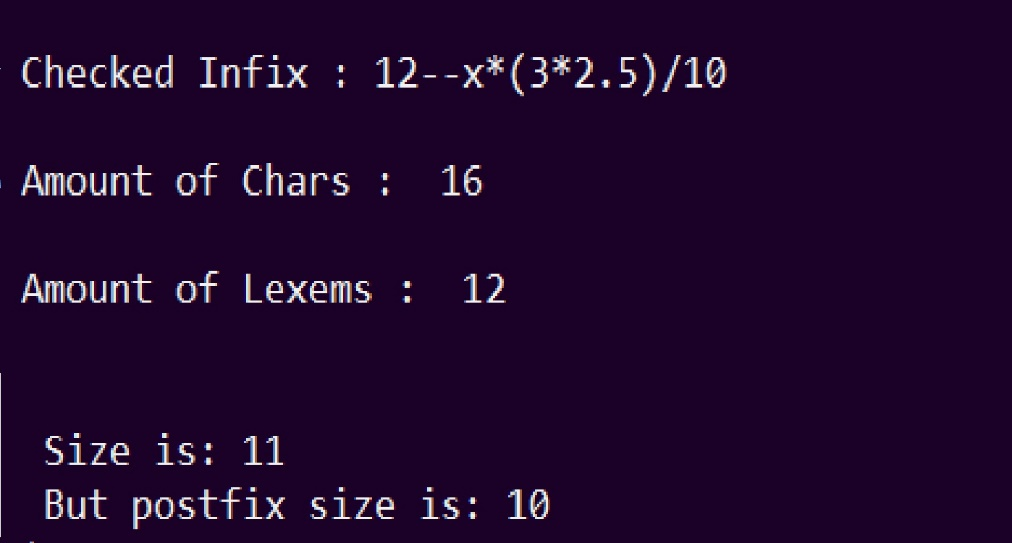 Checked Infix : 12--x*(3*2.5)/10
Amount of Chars :  16
Amount of Lexems :  12
Size is: 11
But postfix size is: 10